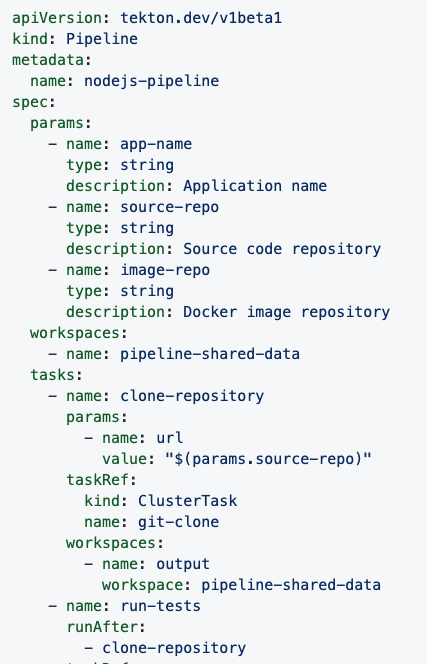 apiVersion: tekton.dev/v1beta1
kind: Pipeline
metadata:
  name: nodejs-pipeline
spec:
  params:
    - name: app-name
      type: string
      description: Application name
    - name: source-repo
      type: string
      description: Source code repository
    - name: image-repo
      type: string
      description: Docker image repository
  workspaces:
    - name: pipeline-shared-data
  tasks:
    - name: clone-repository
      params:
        - name: url
          value: "$(params.source-repo)"
      taskRef:
        kind: ClusterTask
        name: git-clone
      workspaces:
        - name: output
          workspace: pipeline-shared-data
    - name: run-tests
      runAfter:
        - clone-repository